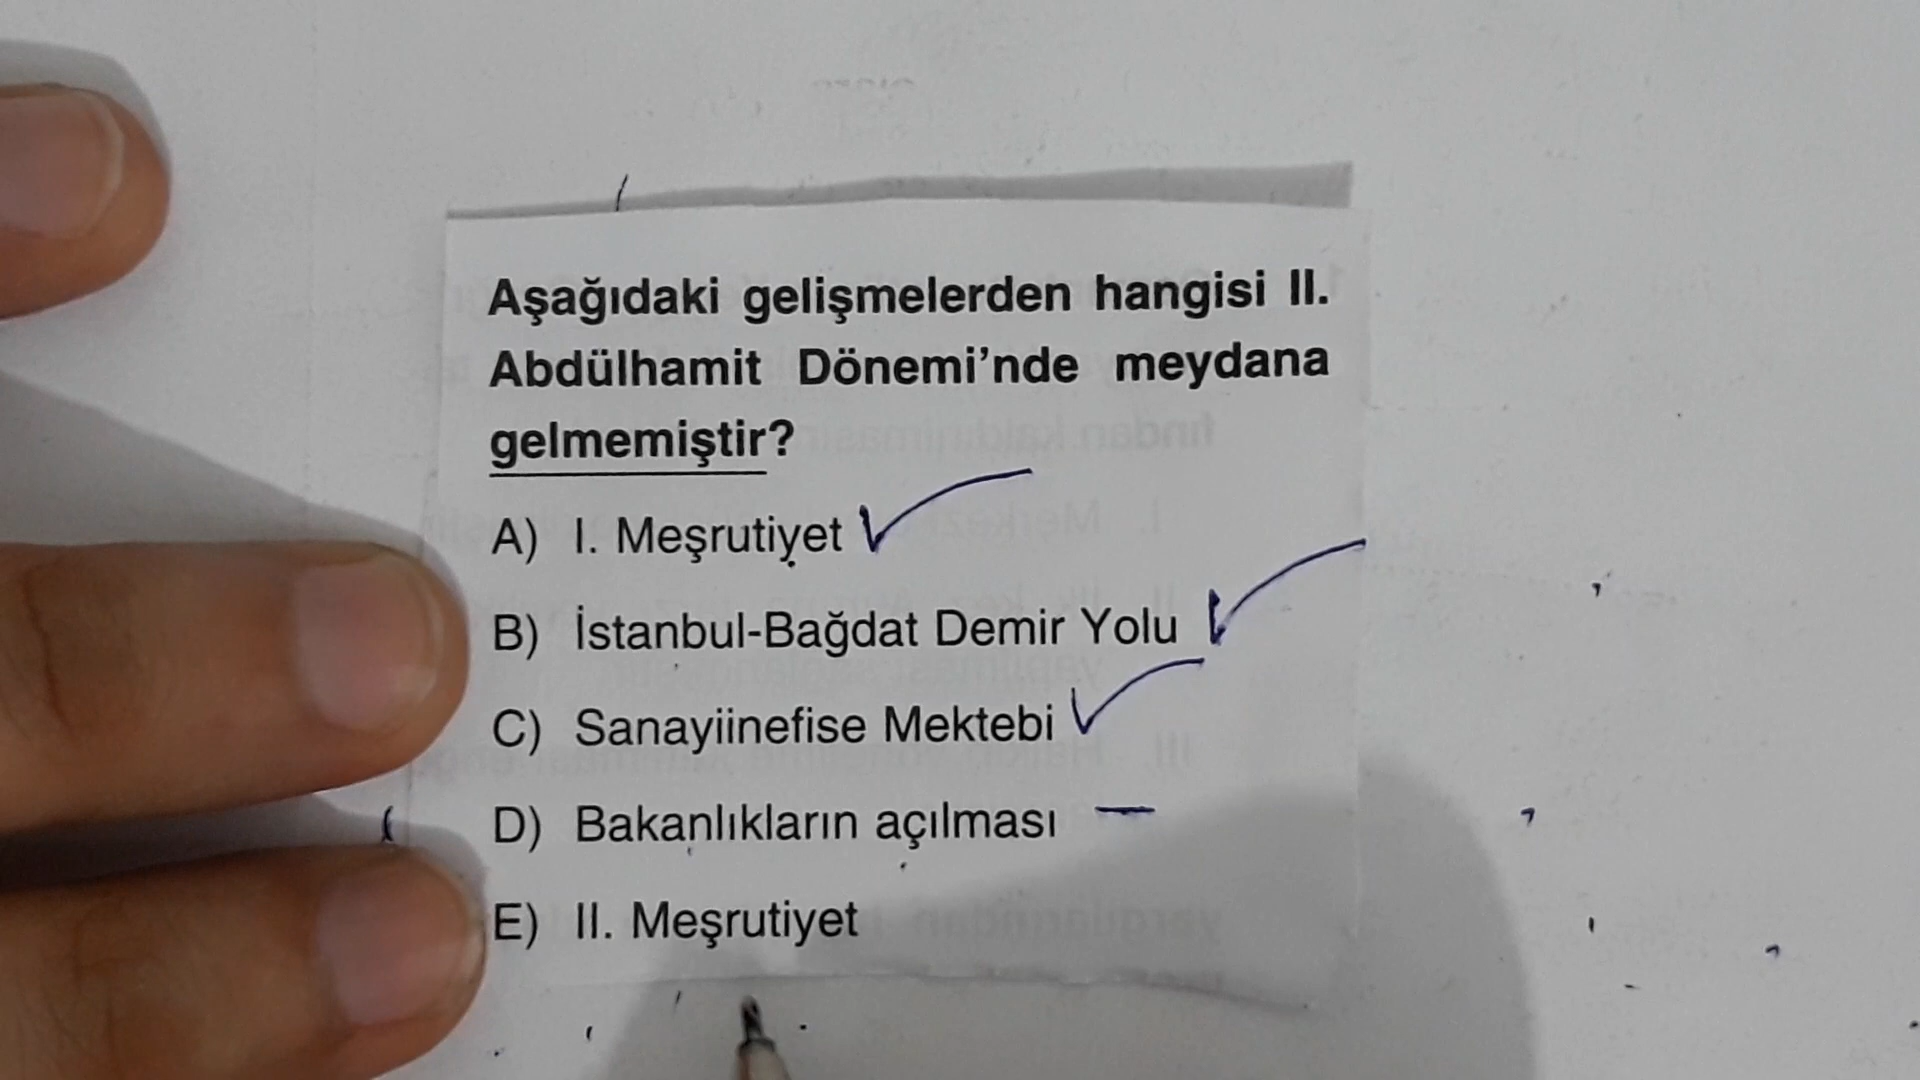 Aşağıdaki gelişmelerden hangisi II.
Abdülhamit Dönemi'nde meydana
gelmemiştir?
A) I. Meşrutiyet
B) İstanbul-Bağdat Demir Yolu
C) Sanayiinefise Mektebi
D) Bakanlıkların açılması
E) II. Meşrutiyet